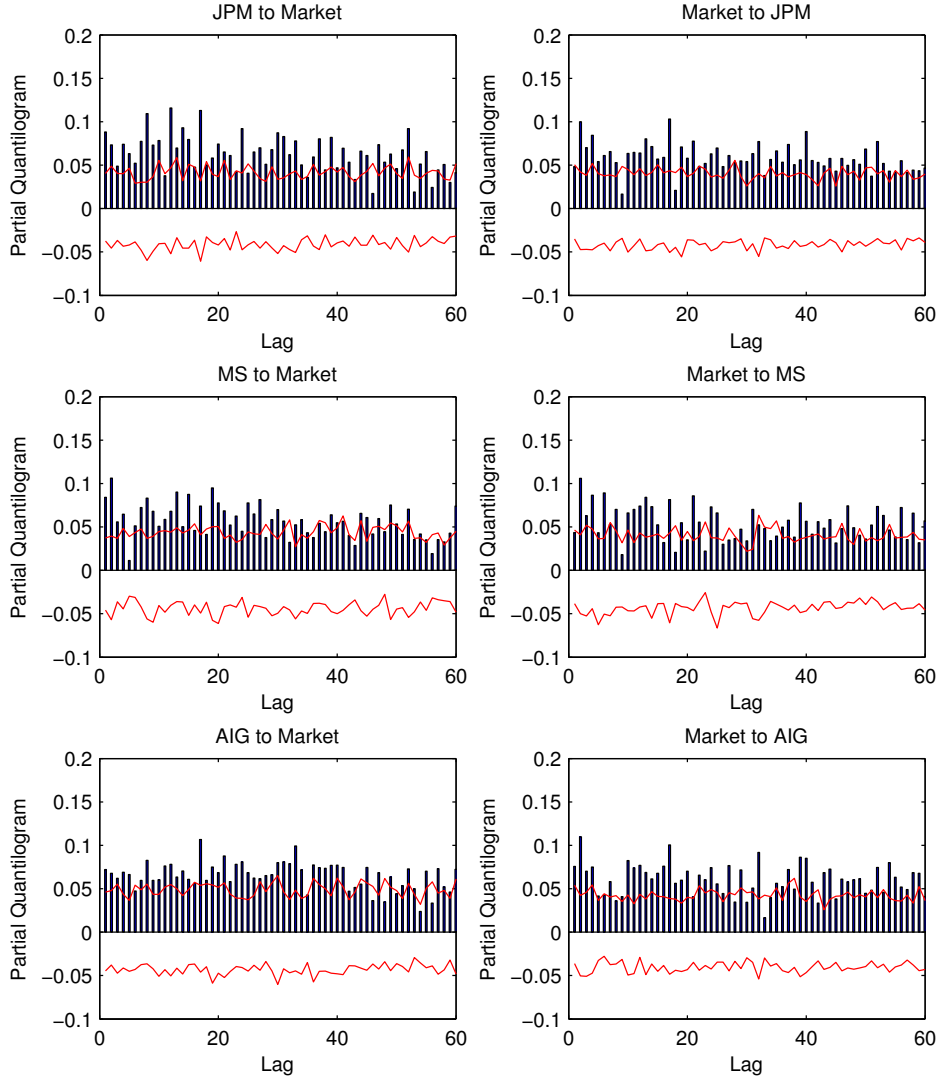 JPM to Market
0.2
0.15
0.1
0.05
0
−0.05
−0.1
0 20 40 60
Lag
Partial Quantilogram
Market to JPM
0.2
0.15
0.1
0.05
0
−0.05
−0.1
0 20 40 60
Lag
Partial Quantilogram
MS to Market
0.2
0.15
0.1
0.05
0
−0.05
−0.1
0 20 40 60
Lag
Partial Quantilogram
Market to MS
0.2
0.15
0.1
0.05
0
−0.05
−0.1
0 20 40 60
Lag
Partial Quantilogram
AIG to Market
0.2
0.15
0.1
0.05
0
−0.05
−0.1
0 20 40 60
Lag
Partial Quantilogram
Market to AIG
0.2
0.15
0.1
0.05
0
−0.05
−0.1
0 20 40 60
Lag
Partial Quantilogram